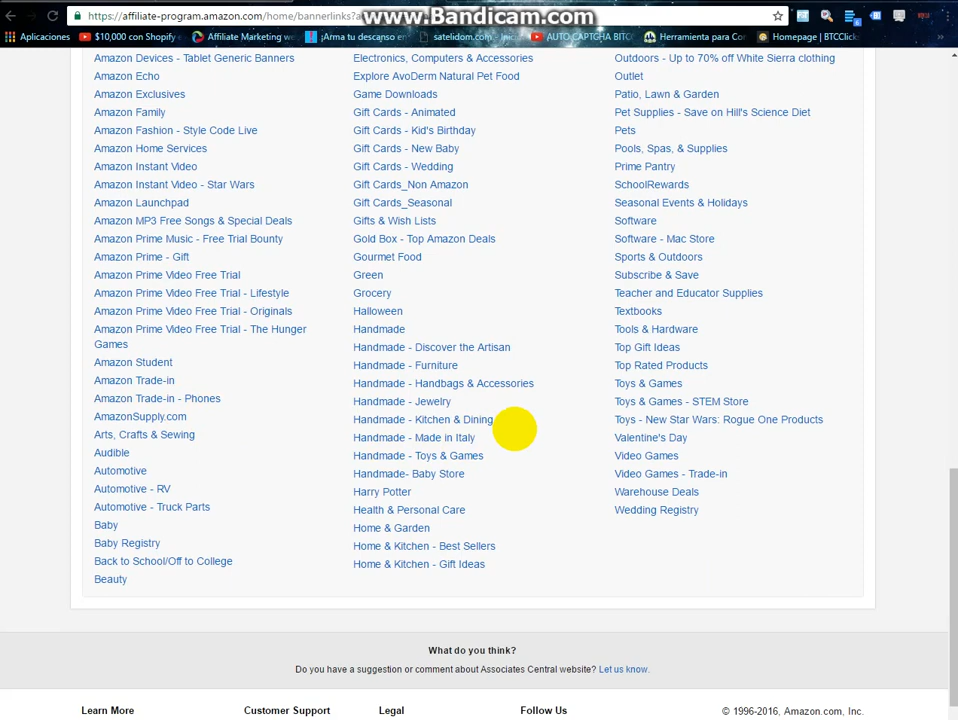 https://affiliate-program.amazon.com/home/bannerlinks?a
www.Bandicam.com
Aplicaciones
$10,000 con Shopify
Affiliate Marketing we
¡Arma tu descanso en
satelidom.com - Inicia
AUTO CAPTCHA BITC
Herramienta para Co
Homepage | BTCClick
Amazon Devices - Tablet Generic Banners
Amazon Echo
Amazon Exclusives
Amazon Family
Amazon Fashion - Style Code Live
Amazon Home Services
Amazon Instant Video
Amazon Instant Video - Star Wars
Amazon Launchpad
Amazon MP3 Free Songs & Special Deals
Amazon Prime Music - Free Trial Bounty
Amazon Prime - Gift
Amazon Prime Video Free Trial
Amazon Prime Video Free Trial - Lifestyle
Amazon Prime Video Free Trial - Originals
Amazon Prime Video Free Trial - The Hunger
Games
Amazon Student
Amazon Trade-in
Amazon Trade-in - Phones
AmazonSupply.com
Arts, Crafts & Sewing
Audible
Automotive
Automotive - RV
Automotive - Truck Parts
Baby
Baby Registry
Back to School/Off to College
Beauty
Electronics, Computers & Accessories
Explore AvoDerm Natural Pet Food
Game Downloads
Gift Cards - Animated
Gift Cards - Kid's Birthday
Gift Cards - New Baby
Gift Cards - Wedding
Gift Cards_Non Amazon
Gift Cards_Seasonal
Gifts & Wish Lists
Gold Box - Top Amazon Deals
Gourmet Food
Green
Grocery
Halloween
Handmade
Handmade - Discover the Artisan
Handmade - Furniture
Handmade - Handbags & Accessories
Handmade - Jewelry
Handmade - Kitchen & Dining
Handmade - Made in Italy
Handmade - Toys & Games
Handmade- Baby Store
Harry Potter
Health & Personal Care
Home & Garden
Home & Kitchen - Best Sellers
Home & Kitchen - Gift Ideas
Outdoors - Up to 70% off White Sierra clothing
Outlet
Patio, Lawn & Garden
Pet Supplies - Save on Hill's Science Diet
Pets
Pools, Spas, & Supplies
Prime Pantry
SchoolRewards
Seasonal Events & Holidays
Software
Software - Mac Store
Sports & Outdoors
Subscribe & Save
Teacher and Educator Supplies
Textbooks
Tools & Hardware
Top Gift Ideas
Top Rated Products
Toys & Games
Toys & Games - STEM Store
Toys - New Star Wars: Rogue One Products
Valentine's Day
Video Games
Video Games - Trade-in
Warehouse Deals
Wedding Registry
What do you think?
Do you have a suggestion or comment about Associates Central website? Let us know.
Learn More
Customer Support
Legal
Follow Us
© 1996-2016, Amazon.com, Inc.